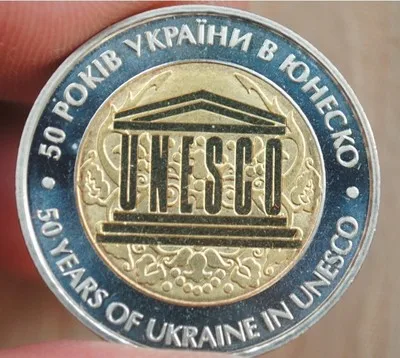 50 РОКІВ УКРАЇНИ В ЮНЕСКО
UNESCO
50 YEARS OF UKRAINE IN UNESCO